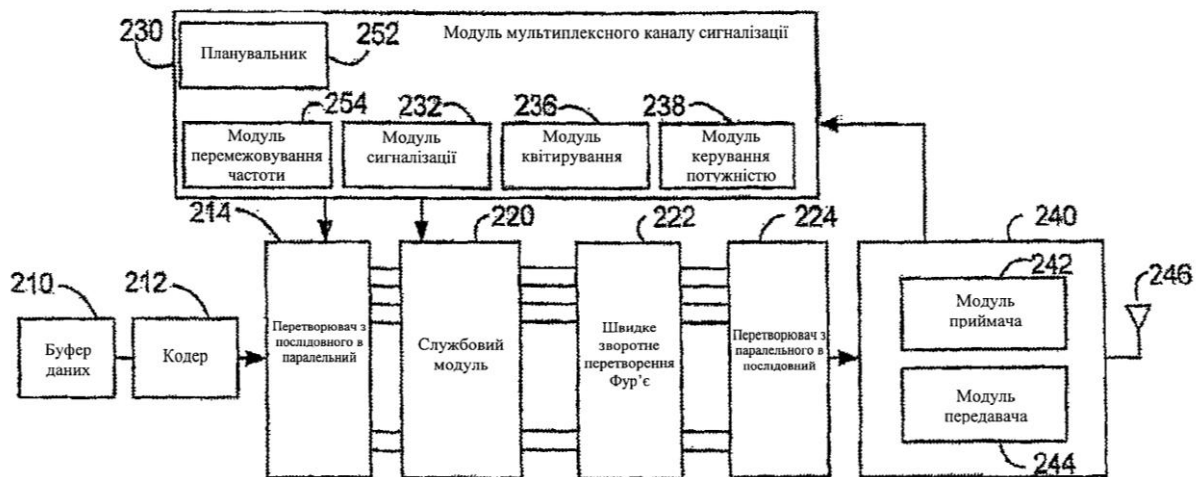 230
Планувальник
252
Модуль мультиплексного каналу сигналізації
254
232
236
238
Модуль
перемежовування
частоти
Модуль
сигналізації
Модуль
квітирування
Модуль
керування
потужністю
214
220
222
224
240
210
212
242
246
Буфер
даних
Кодер
Перетворювач з
послідовного в
паралельний
Службовий
модуль
Швидке
зворотне
перетворення
Фур’є
Перетворювач з
паралельного в
послідовний
Модуль
приймача
Модуль
передавача
244